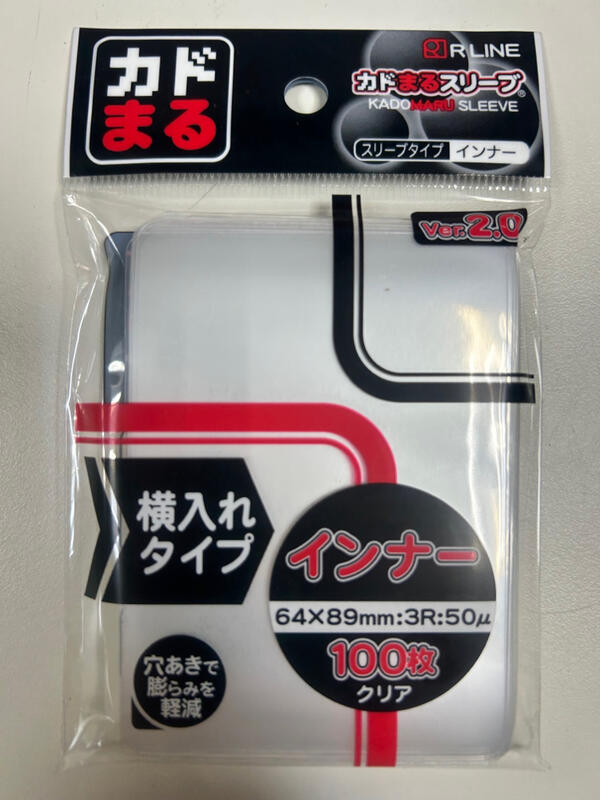 カド
まる
R LINE
カドまるスリーブ®
KADOMARU SLEEVE
スリーブタイプ インナー
Ver.2.0
横入れ
タイプ
インナー
64×89mm:3R:50μ
100枚
クリア
穴あきで
膨らみを
軽減